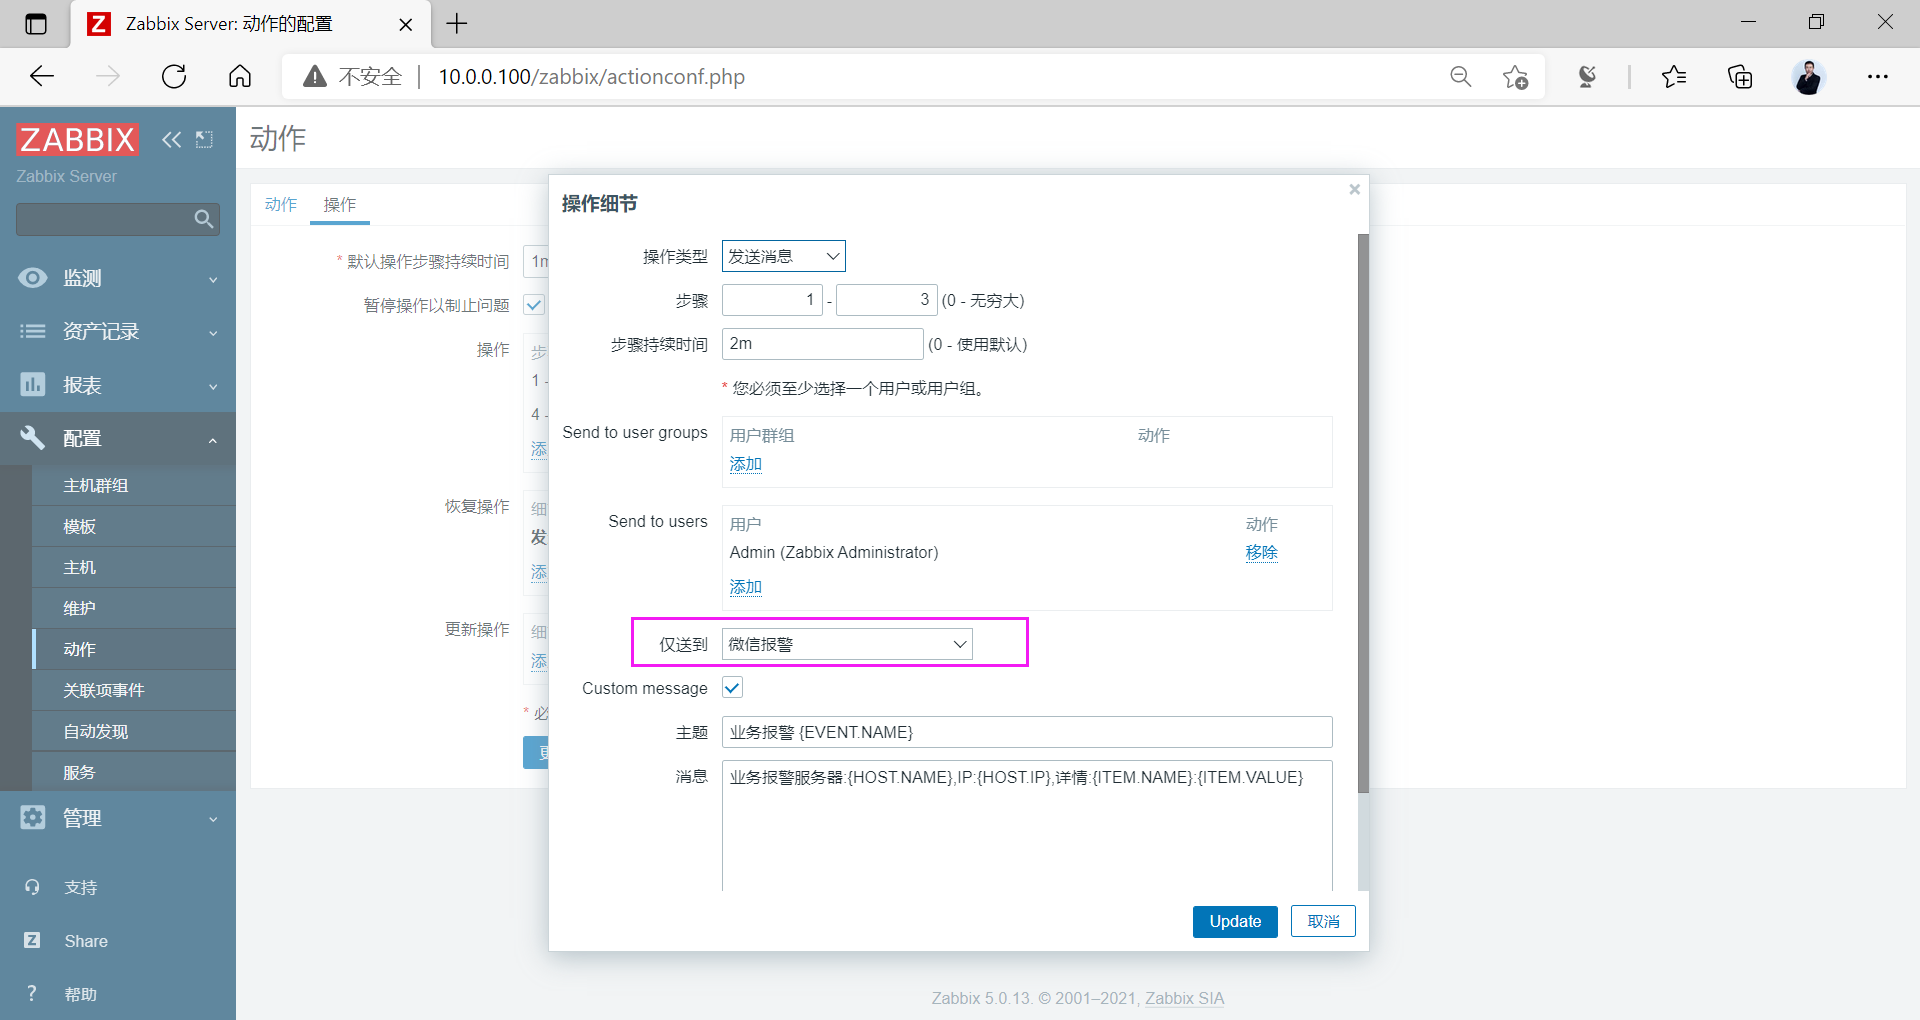 Zabbix Server: 动作的配置
不安全 10.0.0.100/zabbix/actionconf.php
ZABBIX
Zabbix Server
监测
资产记录
报表
配置
主机群组
模板
主机
维护
动作
关联项事件
自动发现
服务
管理
支持
Share
帮助
动作
动作 操作
* 默认操作步骤持续时间 1m
暂停操作以制止问题
操作 步
1 -
4 -
添
恢复操作 细
发
添
更新操作 细
添
* 必
更
操作细节
操作类型 发送消息
步骤 1 - 3 (0 - 无穷大)
步骤持续时间 2m (0 - 使用默认)
* 您必须至少选择一个用户或用户组。
Send to user groups 用户群组 动作
添加
Send to users 用户 动作
Admin (Zabbix Administrator) 移除
添加
仅送到 微信报警
Custom message
主题 业务报警 {EVENT.NAME}
消息 业务报警服务器:{HOST.NAME},IP:{HOST.IP},详情:{ITEM.NAME}:{ITEM.VALUE}
Update 取消
Zabbix 5.0.13. © 2001–2021, Zabbix SIA